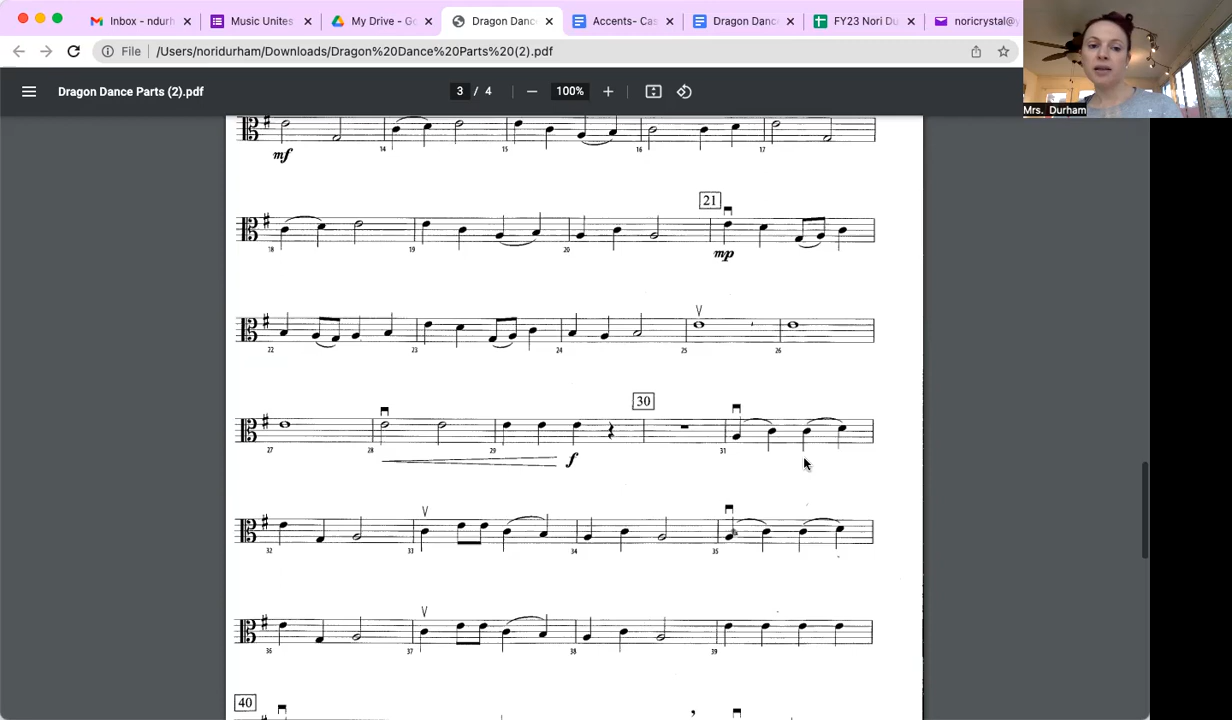 Inbox - ndurh
Music Unites
My Drive - Go
Dragon Dance
Accents- Cas
Dragon Dance
FY23 Nori Du
noricrystal@y
File /Users/noridurham/Downloads/Dragon%20Dance%20Parts%20(2).pdf
Dragon Dance Parts (2).pdf
3 / 4
100%
Mrs. Durham
mf
14 15 16 17
21
mp
18 19 20
22 23 24 25 26
30
f
27 28 29 31
32 33 34 35
36 37 38 39
40